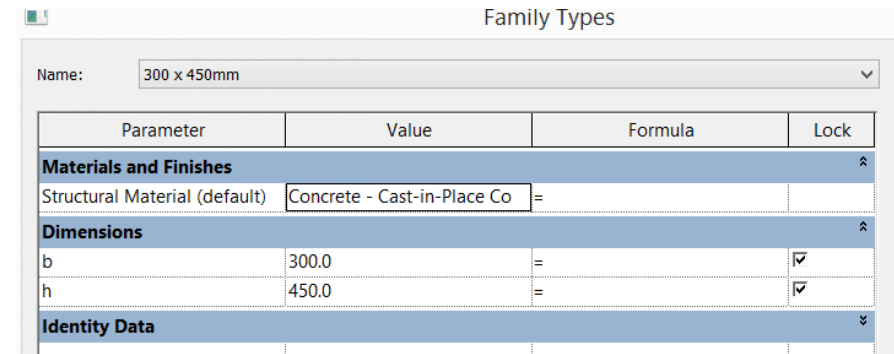 Family Types
Name: 300 x 450mm
Parameter Value Formula Lock
Materials and Finishes
Structural Material (default) Concrete - Cast-in-Place Co =
Dimensions
b 300.0 =
h 450.0 =
Identity Data